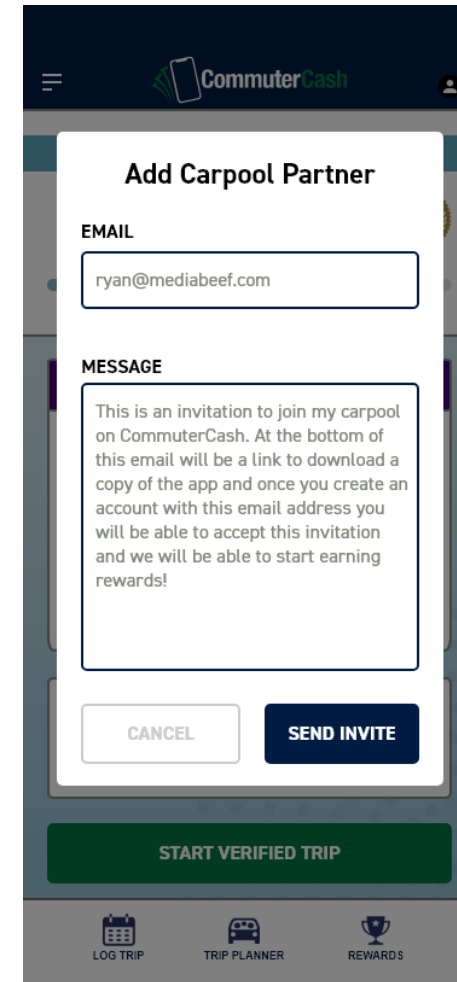 CommuterCash
Add Carpool Partner
EMAIL
ryan@mediabeef.com
MESSAGE
This is an invitation to join my carpool
on CommuterCash. At the bottom of
this email will be a link to download a
copy of the app and once you create an
account with this email address you
will be able to accept this invitation
and we will be able to start earning
rewards!
CANCEL
SEND INVITE
START VERIFIED TRIP
LOG TRIP
TRIP PLANNER
REWARDS